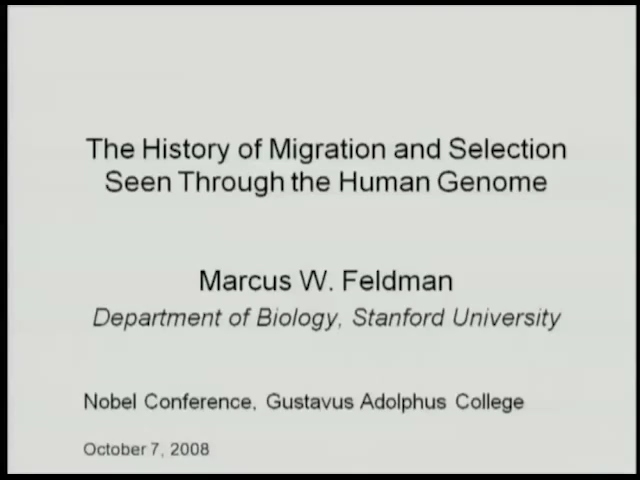 The History of Migration and Selection
Seen Through the Human Genome
Marcus W. Feldman
Department of Biology, Stanford University
Nobel Conference, Gustavus Adolphus College
October 7, 2008